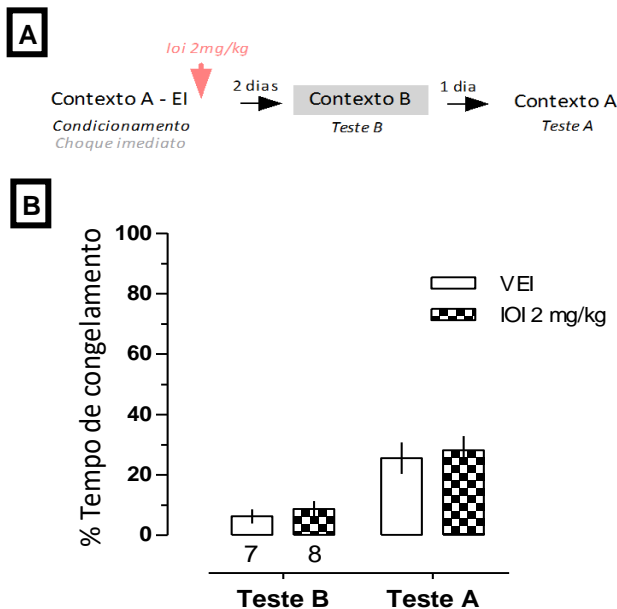 A
Ioi 2mg/kg
Contexto A - EI
2 dias
Contexto B
1 dia
Contexto A
Condicionamento
Teste B
Teste A
Choque imediato
B
% Tempo de congelamento
100
80
60
40
20
0
VEI
IOI 2 mg/kg
7 8
Teste B Teste A